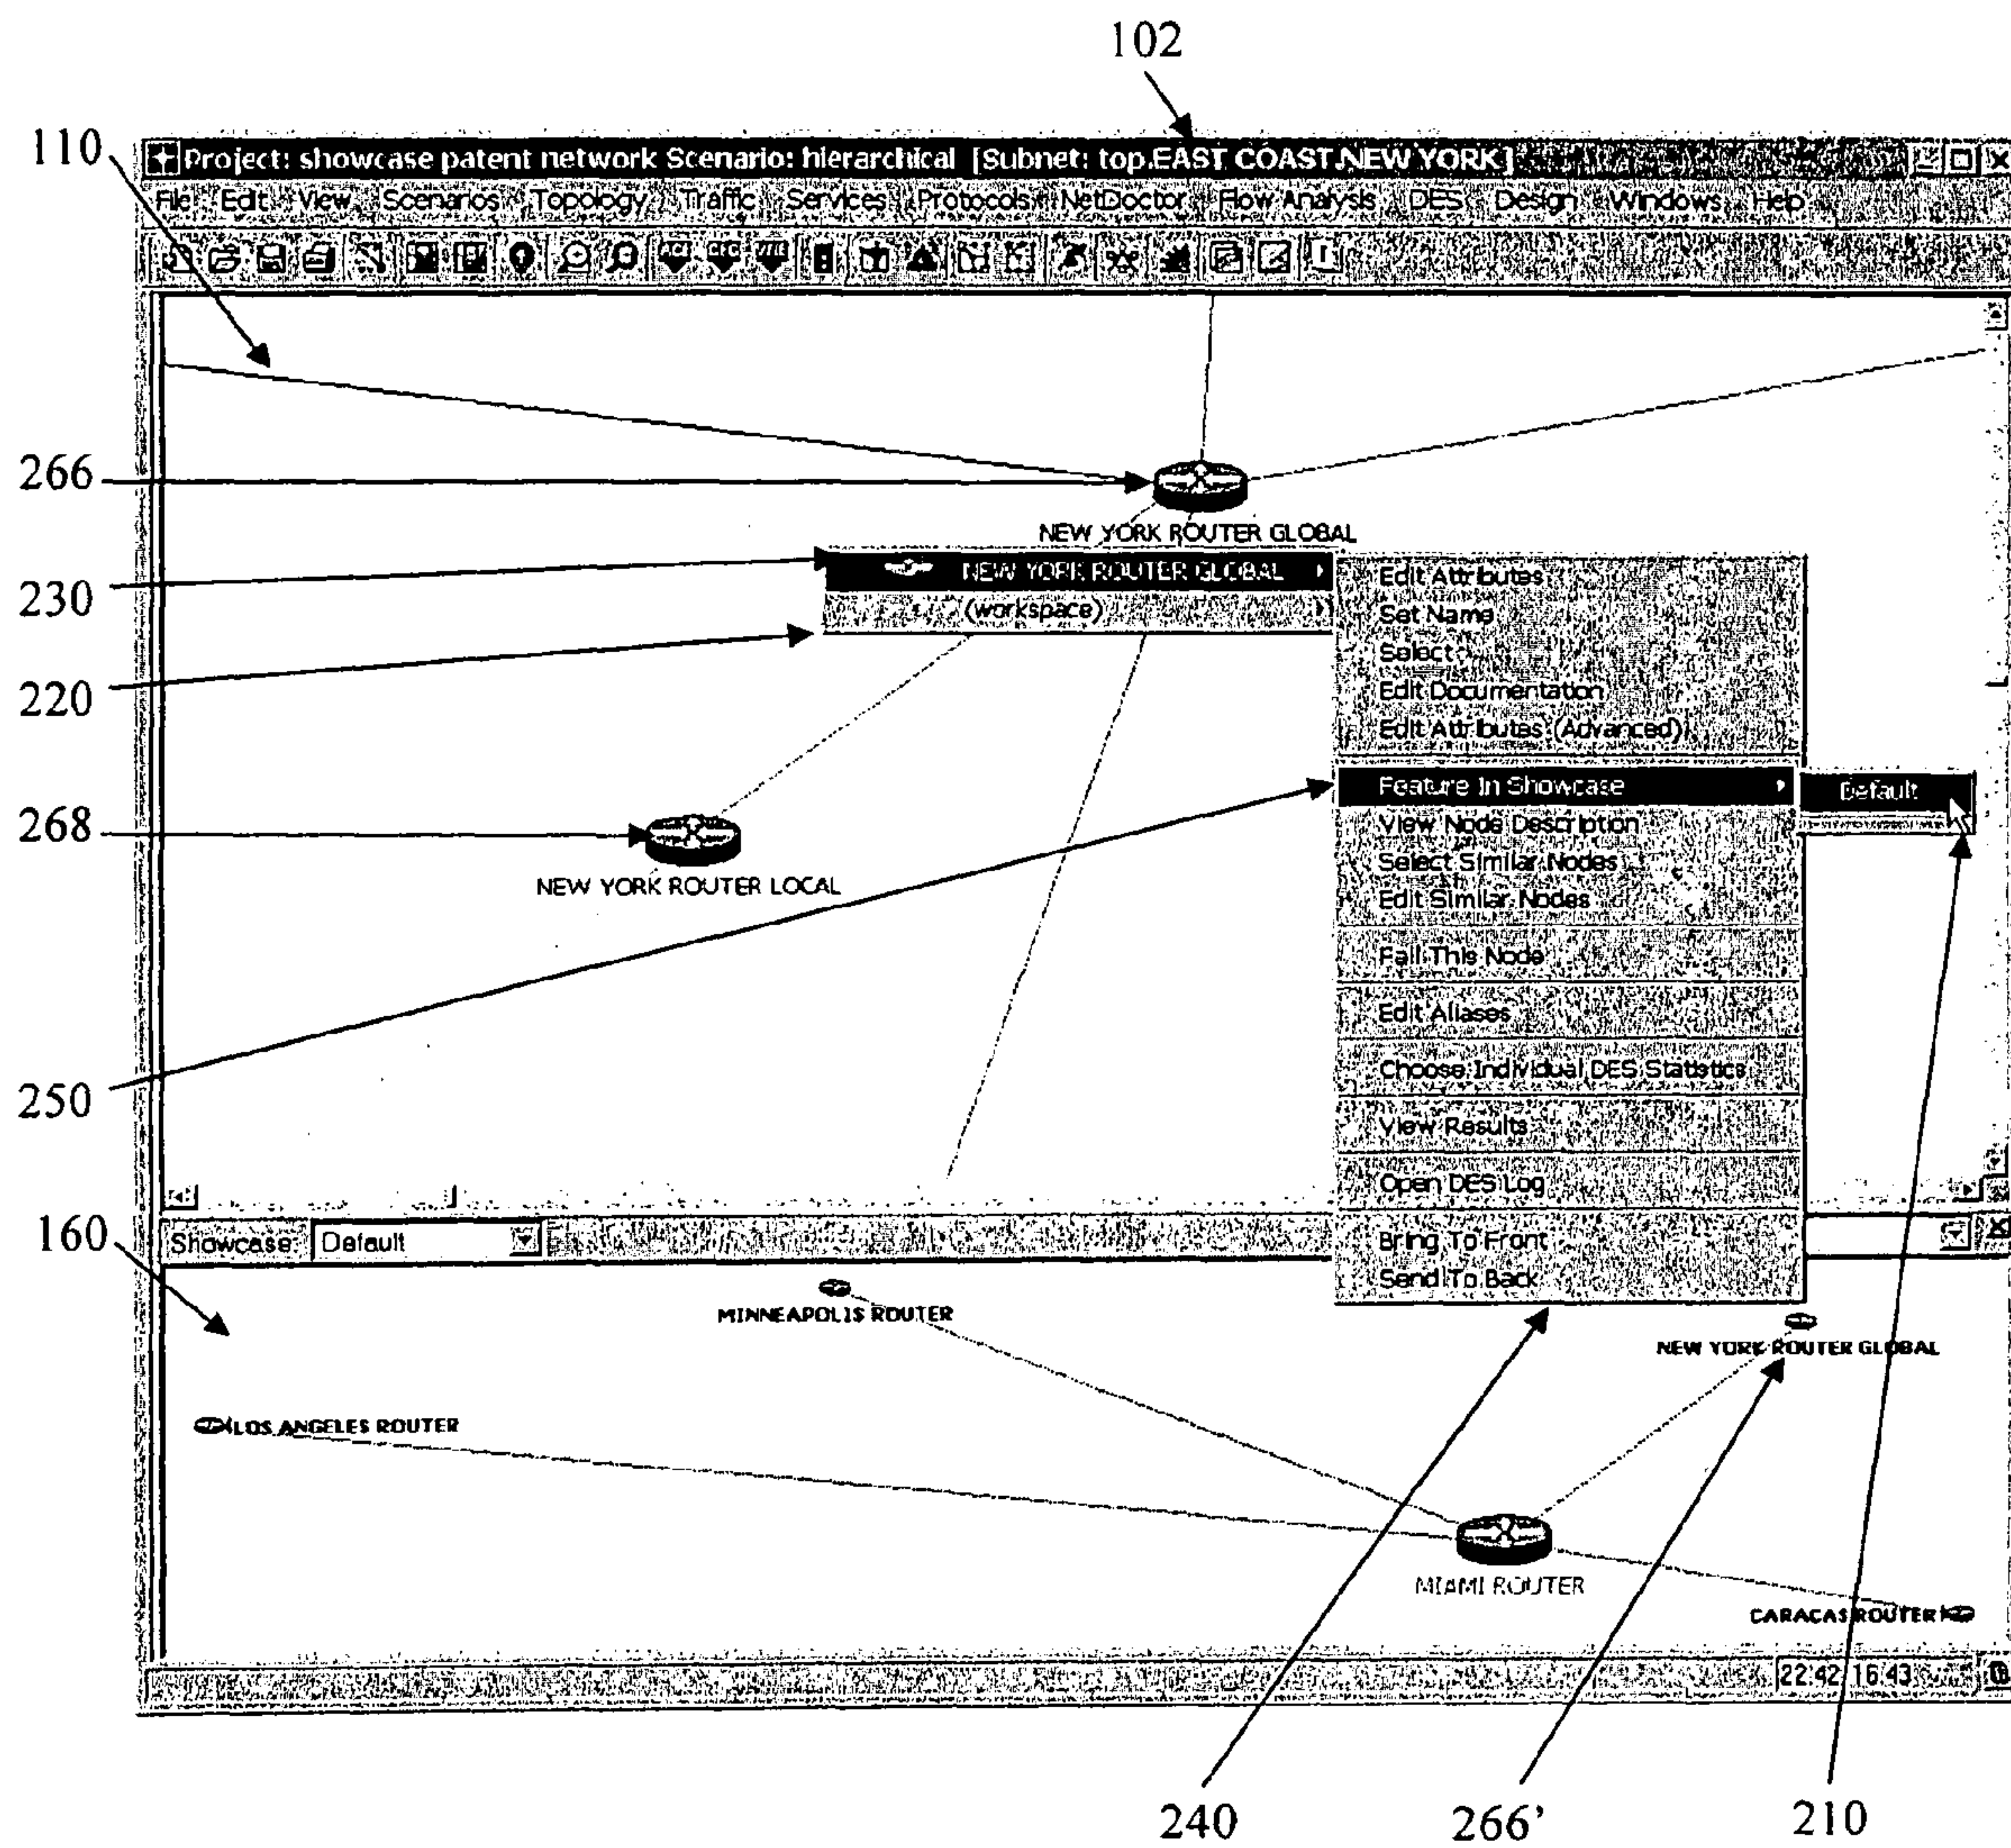 102
110
Project: showcase patent network Scenario: hierarchical [Subnet: top.EAST COAST.NEW YORK]
File Edit View Scenarios Topology Traffic Services Protocols NetDoctor Flow Analysis DES Design Windows Help
266
NEW YORK ROUTER GLOBAL
230
NEW YORK ROUTER GLOBAL
(workspace)
220
Edit Attributes
Set Name
Select
Edit Documentation
Edit Attributes (Advanced)
Feature In Showcase
Default
View Node Description
Select Similar Nodes
Edit Similar Nodes
Fail This Node
Edit Aliases
Choose Individual DES Statistics
View Results
Open DES Log
Bring To Front
Send To Back
268
NEW YORK ROUTER LOCAL
250
160
Showcase: Default
MINNEAPOLIS ROUTER
NEW YORK ROUTER GLOBAL
LOS ANGELES ROUTER
MIAMI ROUTER
CARACAS ROUTER
22:42 16:43
240
266'
210